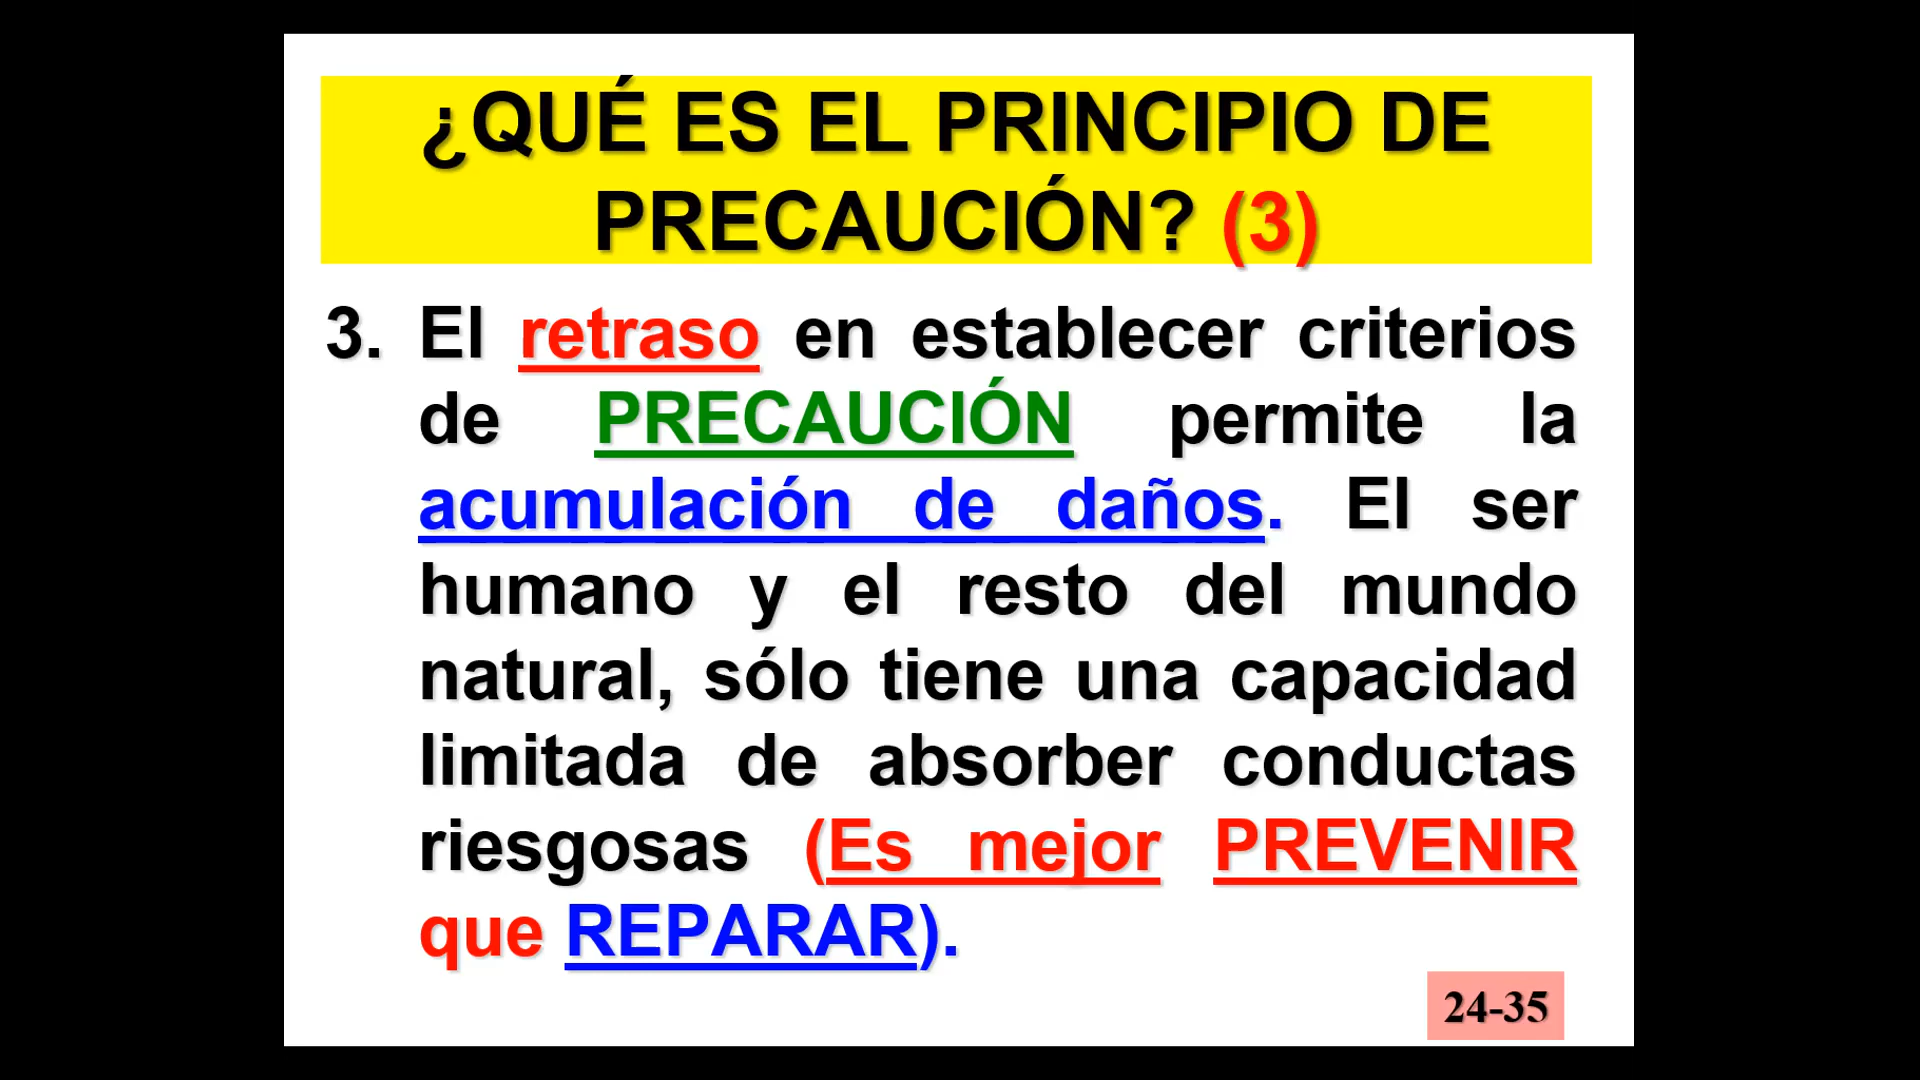 ¿QUÉ ES EL PRINCIPIO DE
PRECAUCIÓN? (3)
3. El retraso en establecer criterios
de PRECAUCIÓN permite la
acumulación de daños. El ser
humano y el resto del mundo
natural, sólo tiene una capacidad
limitada de absorber conductas
riesgosas (Es mejor PREVENIR
que REPARAR).
24-35